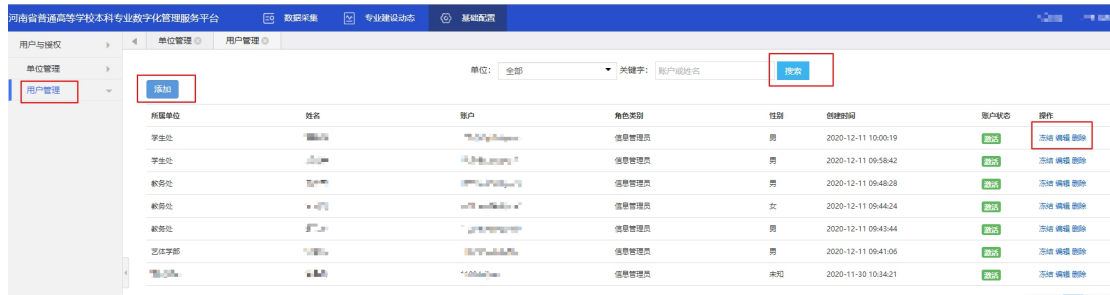 河南省普通高等学校本科专业数字化管理服务平台 数据采集 专业建设动态 基础配置
用户与授权 单位管理 用户管理
单位管理 单位: 全部 关键字: 账户或姓名 搜索
用户管理 添加
所属单位 姓名 账户 角色类别 性别 创建时间 账户状态 操作
学生处 信息管理员 男 2020-12-11 10:00:19 激活 冻结 编辑 删除
学生处 信息管理员 男 2020-12-11 09:58:42 激活 冻结 编辑 删除
教务处 信息管理员 男 2020-12-11 09:48:28 激活 冻结 编辑 删除
教务处 信息管理员 女 2020-12-11 09:44:24 激活 冻结 编辑 删除
教务处 信息管理员 男 2020-12-11 09:43:44 激活 冻结 编辑 删除
艺体学部 信息管理员 男 2020-12-11 09:41:06 激活 冻结 编辑 删除
信息管理员 未知 2020-11-30 10:34:21 激活 冻结 编辑 删除